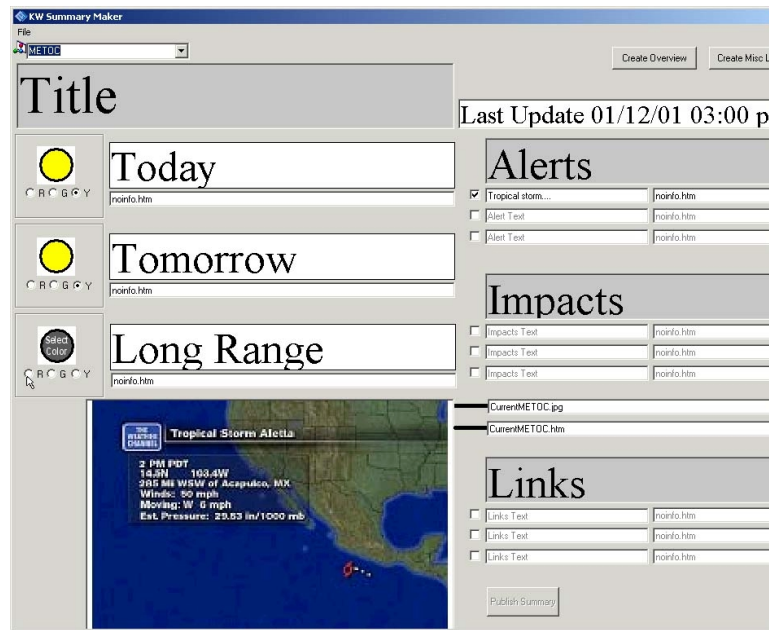 KW Summary Maker
File
METOC
Create Overview
Create Misc L
Title
Last Update 01/12/01 03:00 p
Today
R G Y
noinfo.htm
Tomorrow
R G Y
noinfo.htm
Select
Color
Long Range
R G Y
noinfo.htm
Alerts
Tropical storm.... noinfo.htm
Alert Text noinfo.htm
Alert Text noinfo.htm
Impacts
Impacts Text noinfo.htm
Impacts Text noinfo.htm
Impacts Text noinfo.htm
CurrentMETOC.jpg
CurrentMETOC.htm
THE
WEATHER
CHANNEL
Tropical Storm Aletta
2 PM PDT
14.5N 103.4W
285 Mi WSW of Acapulco, MX
Winds: 50 mph
Moving: W 6 mph
Est. Pressure: 29.53 in/1000 mb
Links
Links Text noinfo.htm
Links Text noinfo.htm
Links Text noinfo.htm
Publish Summary